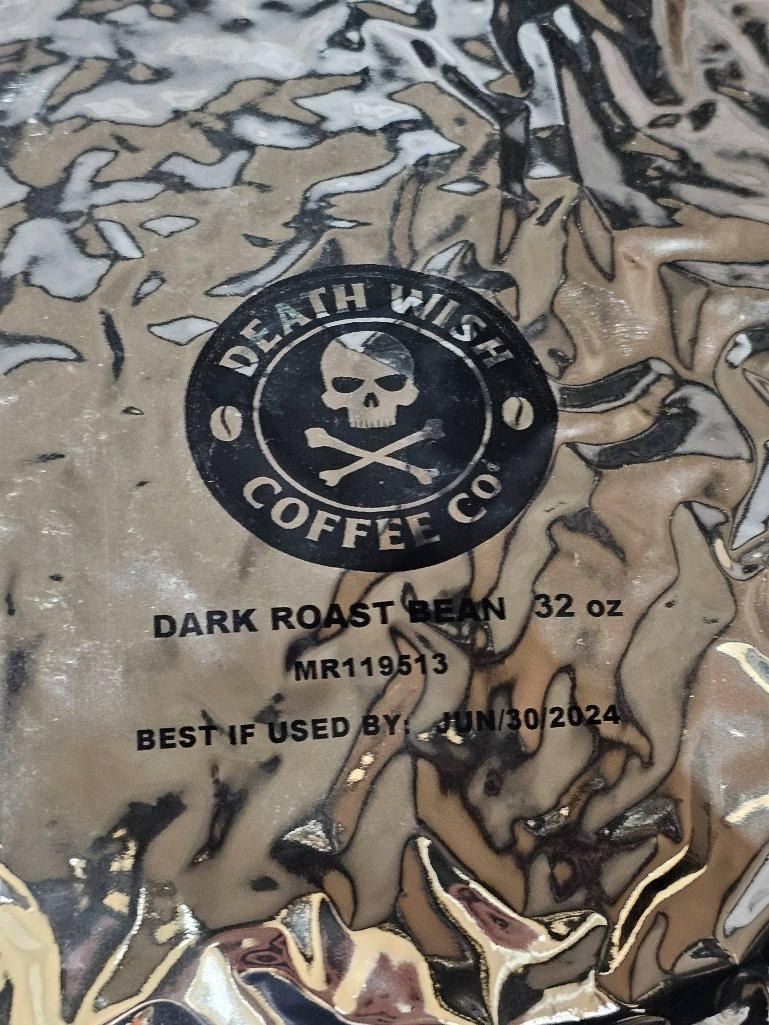 DEATH WISH
COFFEE CO®
DARK ROAST BEAN 32 oz
MR119513
BEST IF USED BY: JUN/30/2024